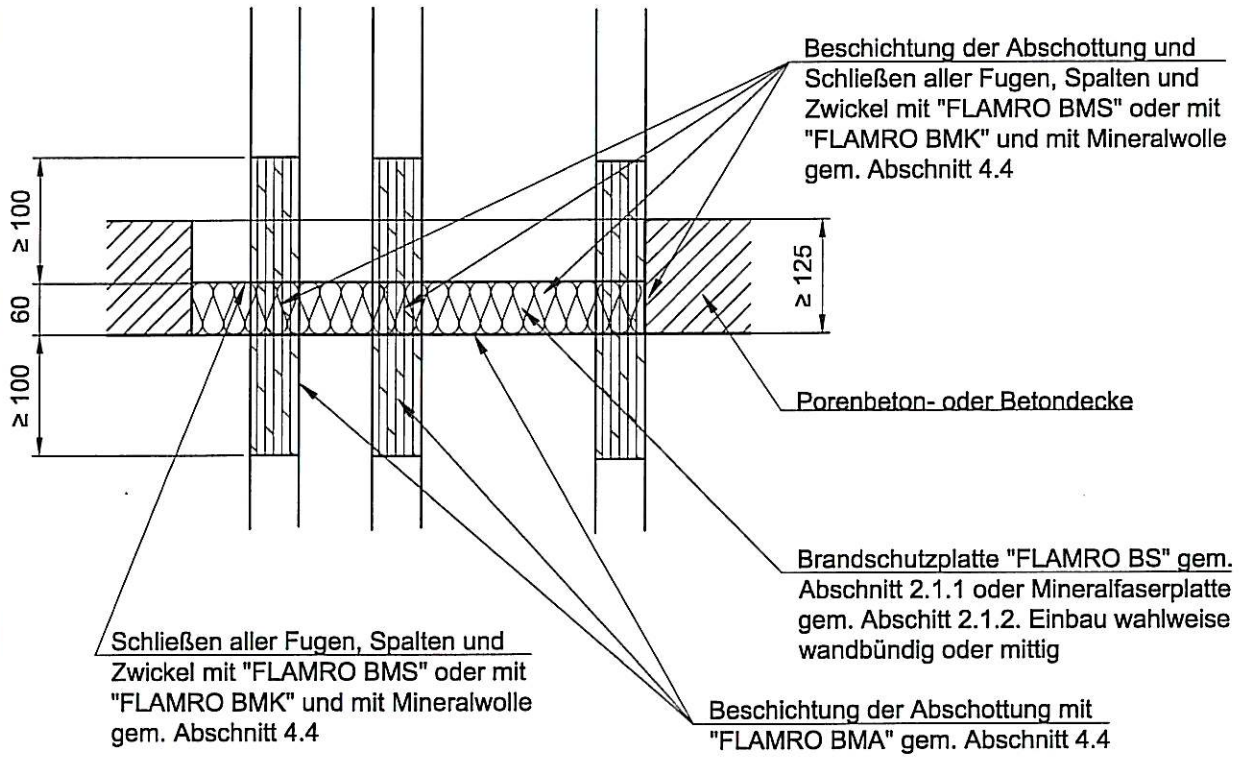 Beschichtung der Abschottung und
Schließen aller Fugen, Spalten und
Zwickel mit "FLAMRO BMS" oder mit
"FLAMRO BMK" und mit Mineralwolle
gem. Abschnitt 4.4
≥ 100
60
≥ 100
≥ 125
Porenbeton- oder Betondecke
Brandschutzplatte "FLAMRO BS" gem.
Abschnitt 2.1.1 oder Mineralfaserplatte
gem. Abschitt 2.1.2. Einbau wahlweise
wandbündig oder mittig
Schließen aller Fugen, Spalten und
Zwickel mit "FLAMRO BMS" oder mit
"FLAMRO BMK" und mit Mineralwolle
gem. Abschnitt 4.4
Beschichtung der Abschottung mit
"FLAMRO BMA" gem. Abschnitt 4.4